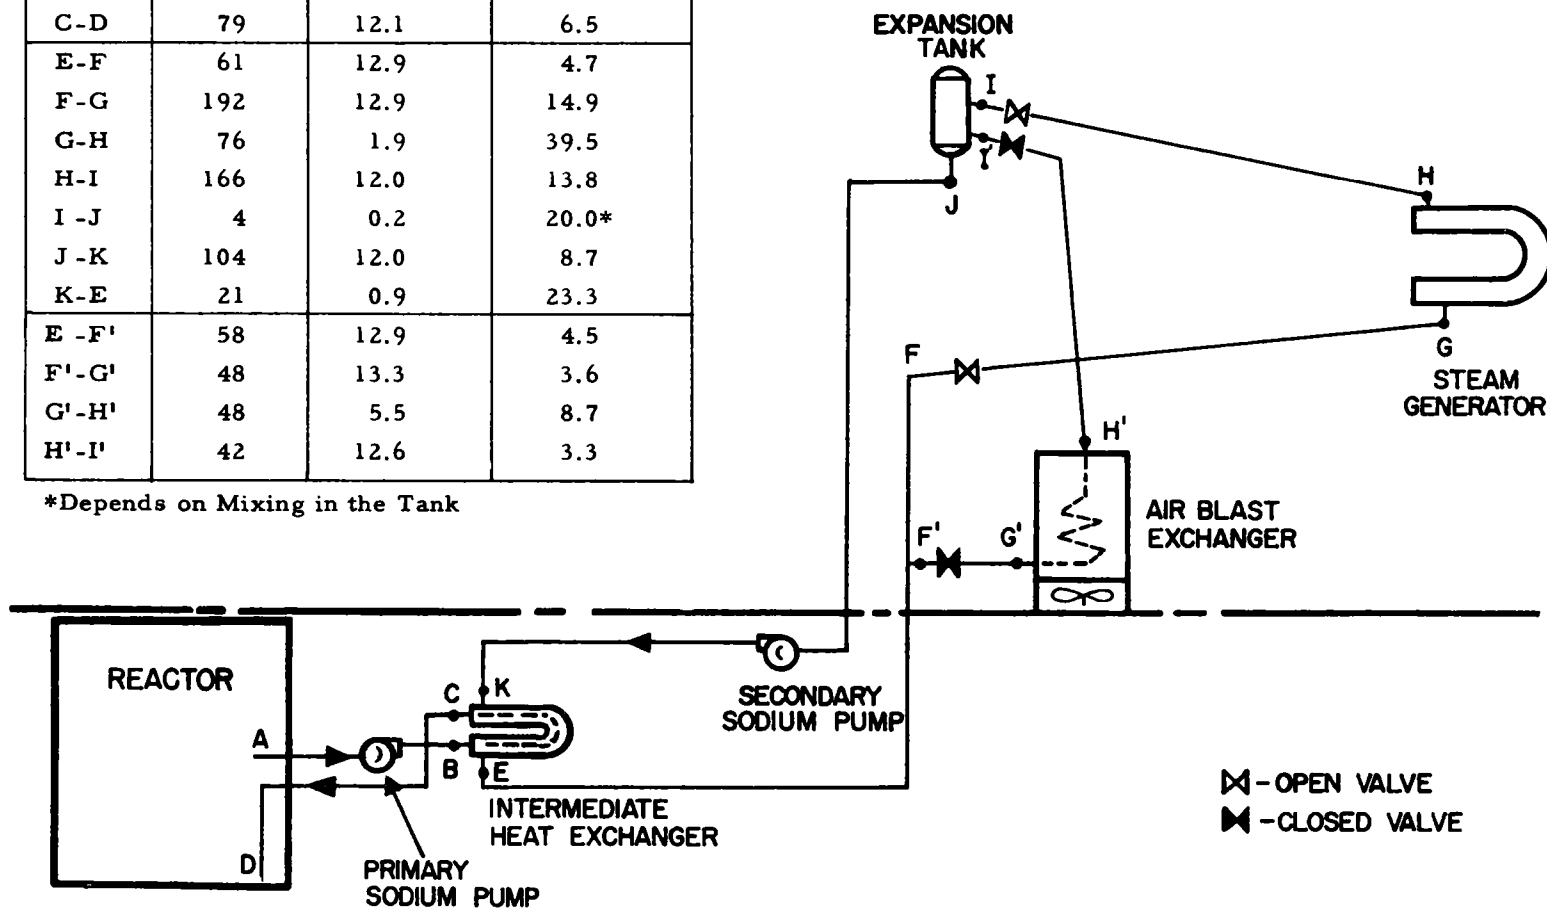 C-D 79 12.1 6.5
E-F 61 12.9 4.7
F-G 192 12.9 14.9
G-H 76 1.9 39.5
H-I 166 12.0 13.8
I -J 4 0.2 20.0*
J -K 104 12.0 8.7
K-E 21 0.9 23.3
E -F' 58 12.9 4.5
F'-G' 48 13.3 3.6
G'-H' 48 5.5 8.7
H'-I' 42 12.6 3.3
*Depends on Mixing in the Tank
EXPANSION
TANK
I
I'
J
H
G
STEAM
GENERATOR
F
H'
F'
G'
AIR BLAST
EXCHANGER
REACTOR
A
D
C
K
B
E
SECONDARY
SODIUM PUMP
INTERMEDIATE
HEAT EXCHANGER
PRIMARY
SODIUM PUMP
-OPEN VALVE
-CLOSED VALVE